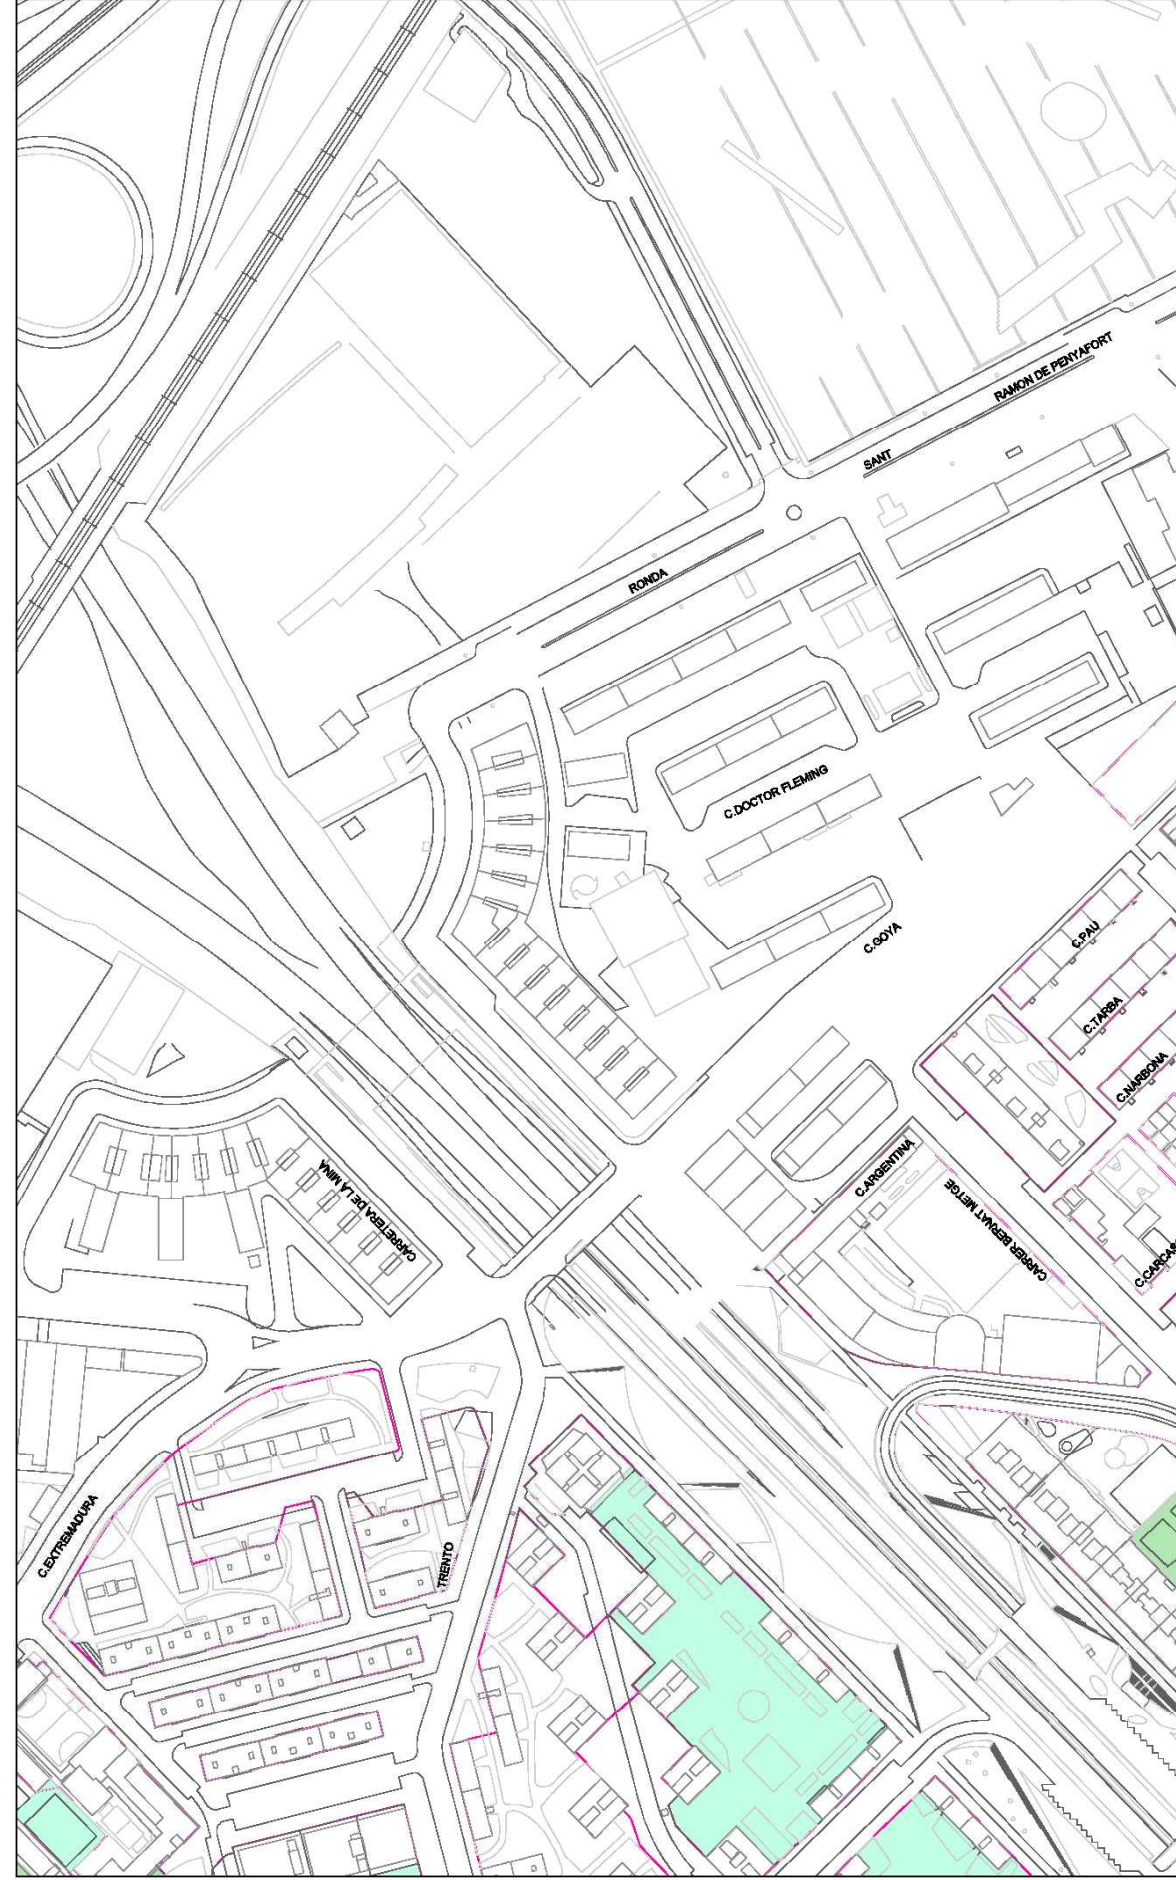 RAMON DE PENYAFORT
SANT
RONDA
C.DOCTOR FLEMING
C.GOYA
C.PAU
C.TARBA
C.NARBONA
C.ARGENTINA
CARRER BERNAT METGE
CARRETERA DE LA MINA
C.CARCAS
C.EXTREMADURA
TRENTO